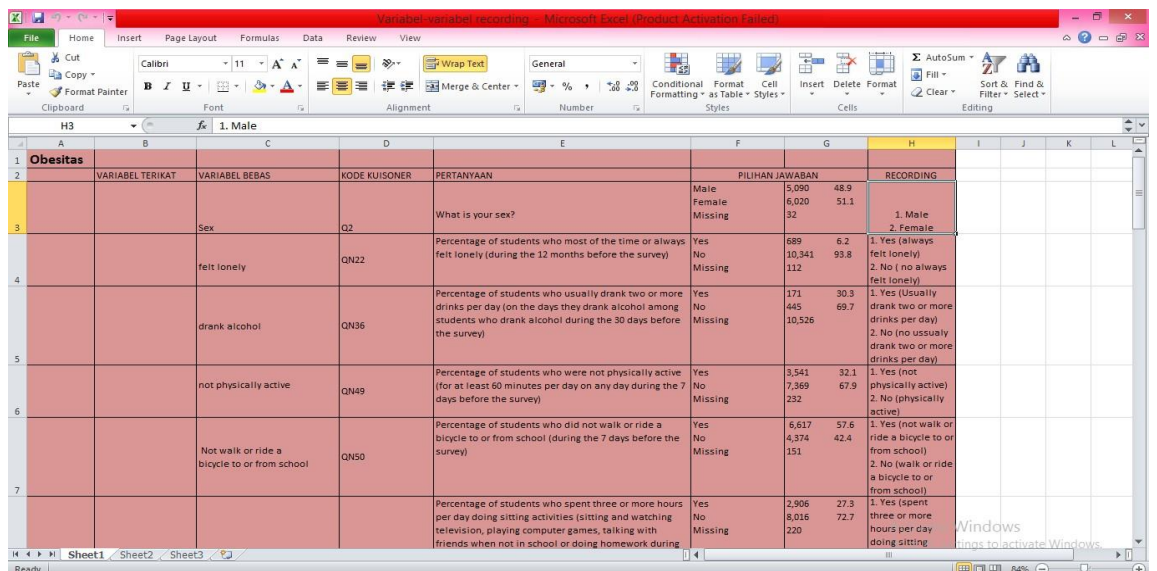 Variabel-variabel recording - Microsoft Excel (Product Activation Failed)
File Home Insert Page Layout Formulas Data Review View
Cut
Copy
Format Painter
Paste
Clipboard
Calibri 11
B I U
Font
Wrap Text
Merge & Center
Alignment
General
% ,
Number
Conditional Formatting
Format as Table
Cell Styles
Styles
Insert Delete Format
Cells
AutoSum
Fill
Clear
Sort & Filter
Find & Select
Editing
H3 fx 1. Male
A B C D E F G H I J K L
1 Obesitas
2 VARIABEL TERIKAT VARIABEL BEBAS KODE KUISONER PERTANYAAN PILIHAN JAWABAN RECORDING
3 Sex Q2 What is your sex?
Male 5,090 48.9
Female 6,020 51.1
Missing 32
1. Male
2. Female
4 felt lonely QN22
Percentage of students who most of the time or always
felt lonely (during the 12 months before the survey)
Yes 689 6.2
No 10,341 93.8
Missing 112
1. Yes (always
felt lonely)
2. No ( no always
felt lonely)
5 drank alcohol QN36
Percentage of students who usually drank two or more
drinks per day (on the days they drank alcohol among
students who drank alcohol during the 30 days before
the survey)
Yes 171 30.3
No 445 69.7
Missing 10,526
1. Yes (Usually
drank two or more
drinks per day)
2. No (no ussualy
drank two or more
drinks per day)
6 not physically active QN49
Percentage of students who were not physically active
(for at least 60 minutes per day on any day during the 7
days before the survey)
Yes 3,541 32.1
No 7,369 67.9
Missing 232
1. Yes (not
physically active)
2. No (physically
active)
7 Not walk or ride a
bicycle to or from school
QN50
Percentage of students who did not walk or ride a
bicycle to or from school (during the 7 days before the
survey)
Yes 6,617 57.6
No 4,374 42.4
Missing 151
1. Yes (not walk or
ride a bicycle to or
from school)
2. No (walk or ride
a bicycle to or
from school)
Percentage of students who spent three or more hours
per day doing sitting activities (sitting and watching
television, playing computer games, talking with
friends when not in school or doing homework during
Yes 2,906 27.3
No 8,016 72.7
Missing 220
1. Yes (spent
three or more
hours per day
doing sitting
Windows
tings to activate Windows.
Sheet1 Sheet2 Sheet3
Ready 84%